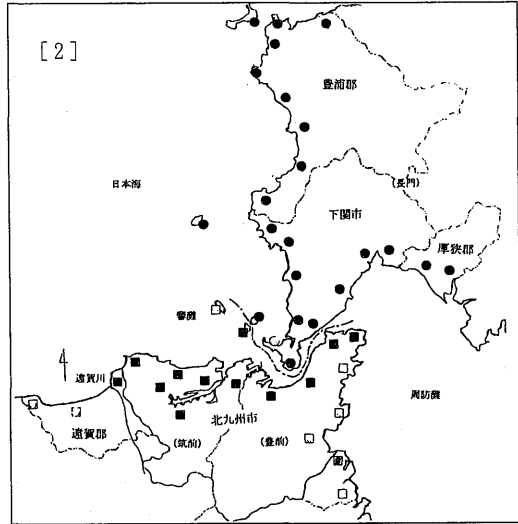 [2]
豊浦郡
日本海
(長門)
下関市
厚狭郡
響灘
遠賀川
北九州市
周防灘
遠賀郡
(筑前)
(豊前)